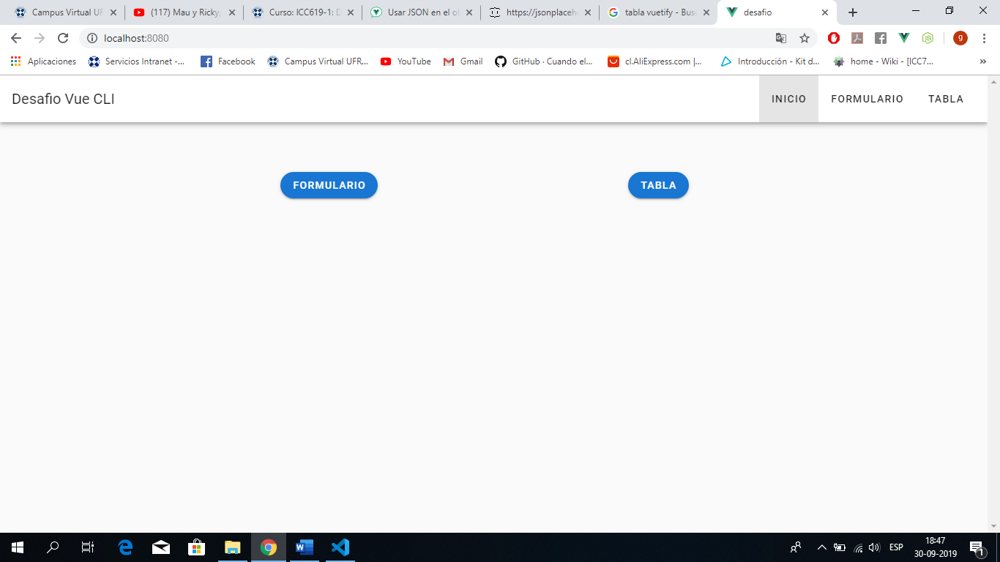 Campus Virtual UF
(117) Mau y Ricky,
Curso: ICC619-1: D
Usar JSON en el ob
https://jsonplaceh
tabla vuetify - Bus
desafio
localhost:8080
g
Aplicaciones
Servicios Intranet -...
Facebook
Campus Virtual UFR...
YouTube
Gmail
GitHub · Cuando el...
cl.AliExpress.com |...
Introducción - Kit d...
home - Wiki - [ICC7...
»
Desafio Vue CLI
INICIO
FORMULARIO
TABLA
FORMULARIO
TABLA
ESP
18:47
30-09-2019
1